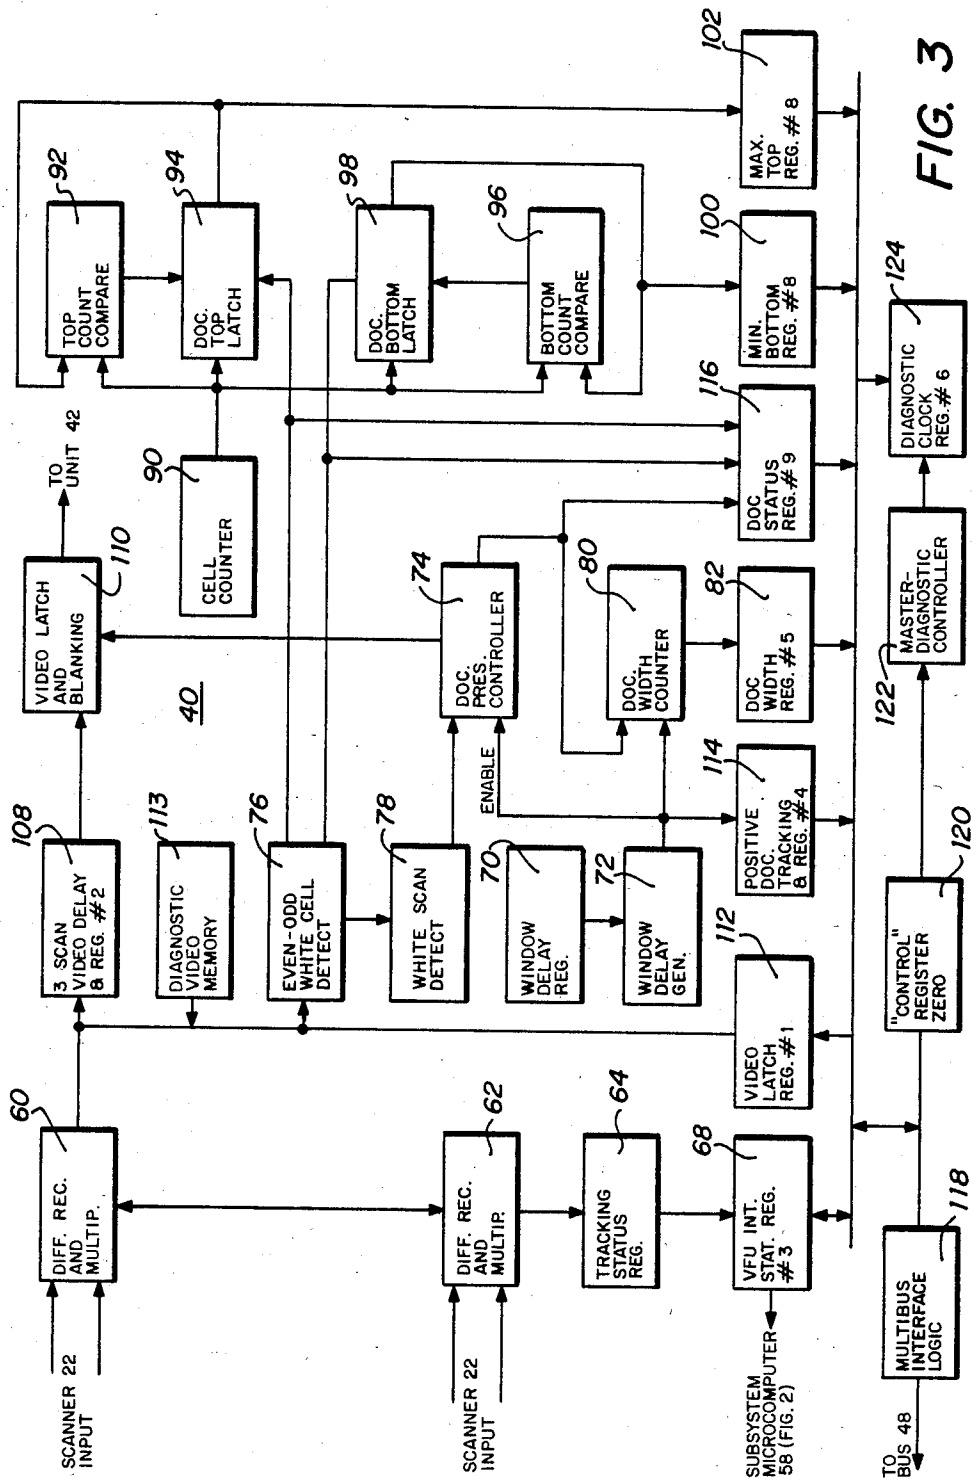 SCANNER 22
INPUT
60
DIFF. REC.
AND
MULTIP.
108
3 SCAN
VIDEO DELAY
& REG. #2
VIDEO LATCH
AND
BLANKING
110
TO
UNIT 42
TOP
COUNT
COMPARE
92
113
DIAGNOSTIC
VIDEO
MEMORY
40
CELL
COUNTER
90
DOC.
TOP
LATCH
94
76
EVEN-ODD
WHITE CELL
DETECT
DOC.
BOTTOM
LATCH
98
78
WHITE SCAN
DETECT
74
DOC.
PRES.
CONTROLLER
ENABLE
SCANNER 22
INPUT
62
DIFF. REC.
AND
MULTIP.
70
WINDOW
DELAY
REG.
96
BOTTOM
COUNT
COMPARE
64
TRACKING
STATUS
REG.
72
WINDOW
DELAY
GEN.
80
DOC.
WIDTH
COUNTER
SUBSYSTEM
MICROCOMPUTER
58 (FIG. 2)
68
VFU INT.
STAT. REG.
#3
112
VIDEO
LATCH
REG. #1
114
POSITIVE
DOC.
TRACKING
& REG. #4
82
DOC
WIDTH
REG. #5
116
DOC
STATUS
REG. #9
100
MIN.
BOTTOM
REG. #8
102
MAX.
TOP
REG. #8
TO
BUS 48
MULTIBUS
INTERFACE
LOGIC
118
"CONTROL"
REGISTER
ZERO
120
122
MASTER-
DIAGNOSTIC
CONTROLLER
DIAGNOSTIC
CLOCK
REG. #6
124
FIG. 3